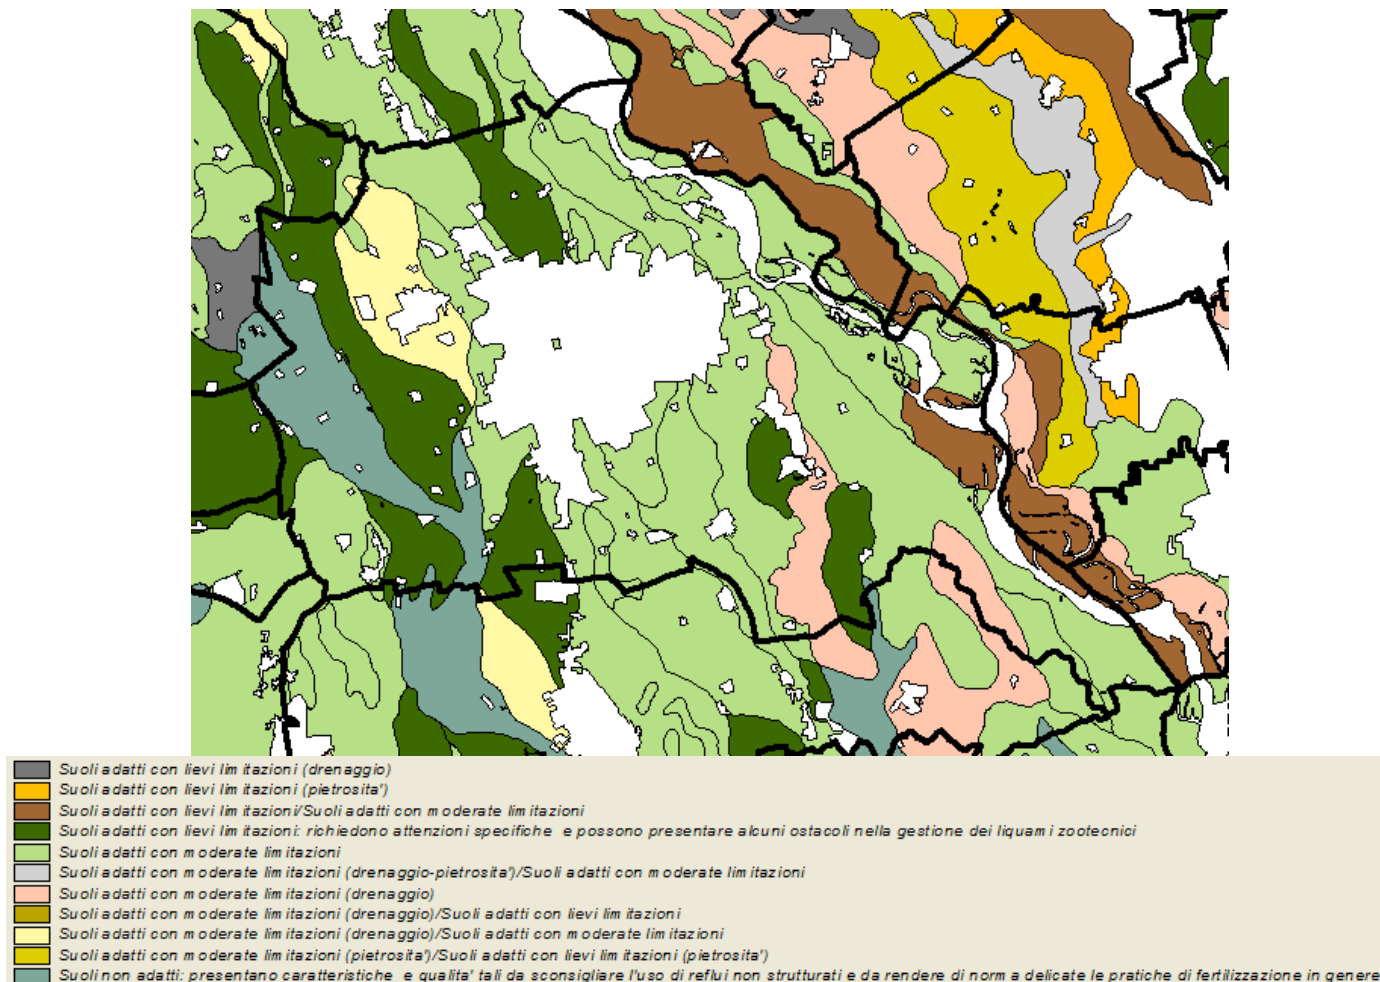 Suoli adatti con lievi limitazioni (drenaggio)
Suoli adatti con lievi limitazioni (pietrosita')
Suoli adatti con lievi limitazioni/Suoli adatti con moderate limitazioni
Suoli adatti con lievi limitazioni: richiedono attenzioni specifiche e possono presentare alcuni ostacoli nella gestione dei liquami zootecnici
Suoli adatti con moderate limitazioni
Suoli adatti con moderate limitazioni (drenaggio-pietrosita')/Suoli adatti con moderate limitazioni
Suoli adatti con moderate limitazioni (drenaggio)
Suoli adatti con moderate limitazioni (drenaggio)/Suoli adatti con lievi limitazioni
Suoli adatti con moderate limitazioni (drenaggio)/Suoli adatti con moderate limitazioni
Suoli adatti con moderate limitazioni (pietrosita')/Suoli adatti con lievi limitazioni (pietrosita')
Suoli non adatti: presentano caratteristiche e qualita' tali da sconsigliare l'uso di reflui non strutturati e da rendere di norma delicate le pratiche di fertilizzazione in genere